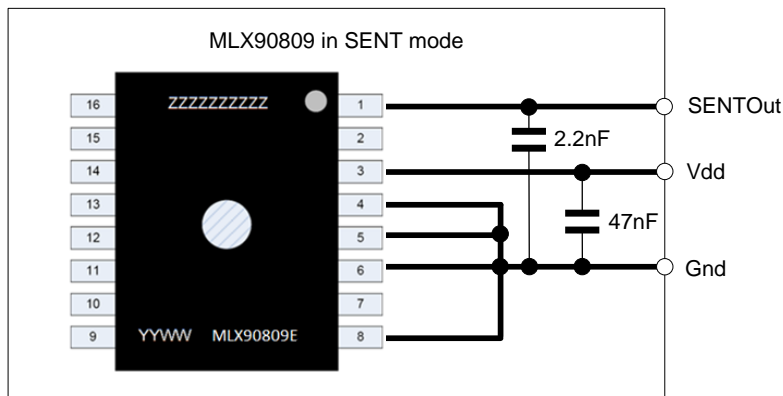 MLX90809 in SENT mode
16 ZZZZZZZZZZ 1 SENTOut
15 2 2.2nF
14 3 Vdd
13 4
12 5 47nF
11 6 Gnd
10 7
9 YYWW MLX90809E 8